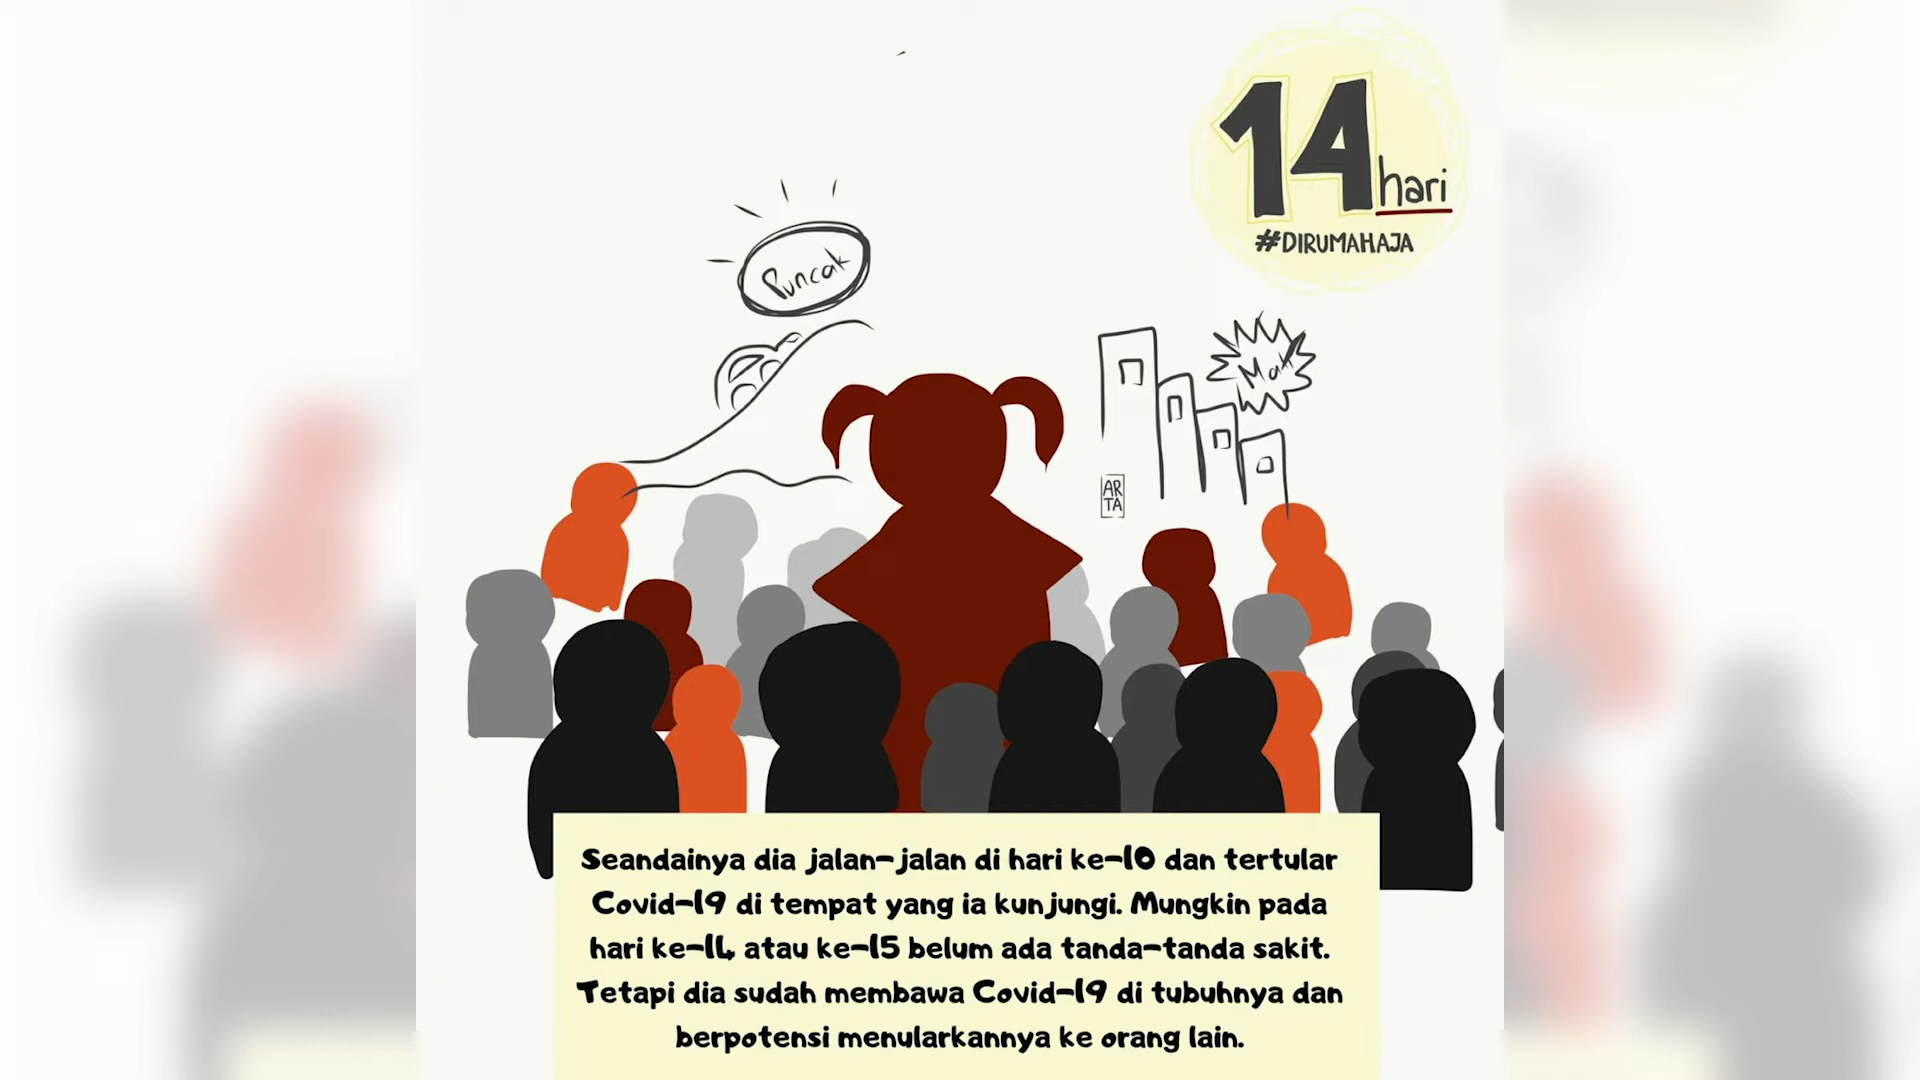 14 hari
#DIRUMAHAJA
Puncak
AR
TA
Seandainya dia jalan-jalan di hari ke-10 dan tertular
Covid-19 di tempat yang ia kunjungi. Mungkin pada
hari ke-14 atau ke-15 belum ada tanda-tanda sakit.
Tetapi dia sudah membawa Covid-19 di tubuhnya dan
berpotensi menularkannya ke orang lain.